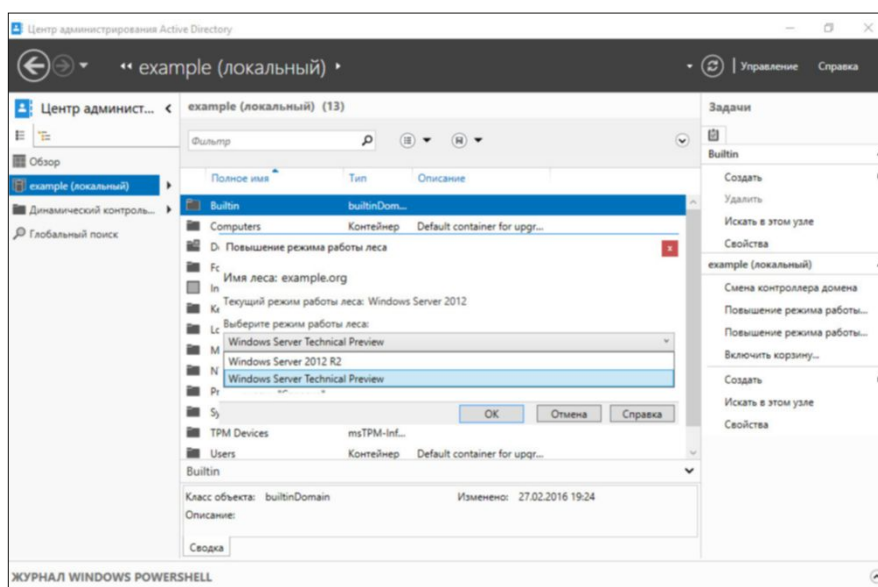 Центр администрирования Active Directory
example (локальный)
Управление
Справка
Центр админист...
Обзор
example (локальный)
Динамический контроль...
Глобальный поиск
example (локальный) (13)
Фильтр
Полное имя Тип Описание
Builtin builtinDom...
Computers Контейнер Default container for upgr...
Повышение режима работы леса
Имя леса: example.org
Текущий режим работы леса: Windows Server 2012
Выберите режим работы леса:
Windows Server Technical Preview
Windows Server 2012 R2
Windows Server Technical Preview
OK Отмена Справка
TPM Devices msTPM-Inf...
Users Контейнер Default container for upgr...
Builtin
Класс объекта: builtinDomain Изменено: 27.02.2016 19:24
Описание:
Сводка
Задачи
Builtin
Создать
Удалить
Искать в этом узле
Свойства
example (локальный)
Смена контроллера домена
Повышение режима работы...
Повышение режима работы...
Включить корзину...
Создать
Искать в этом узле
Свойства
ЖУРНАЛ WINDOWS POWERSHELL